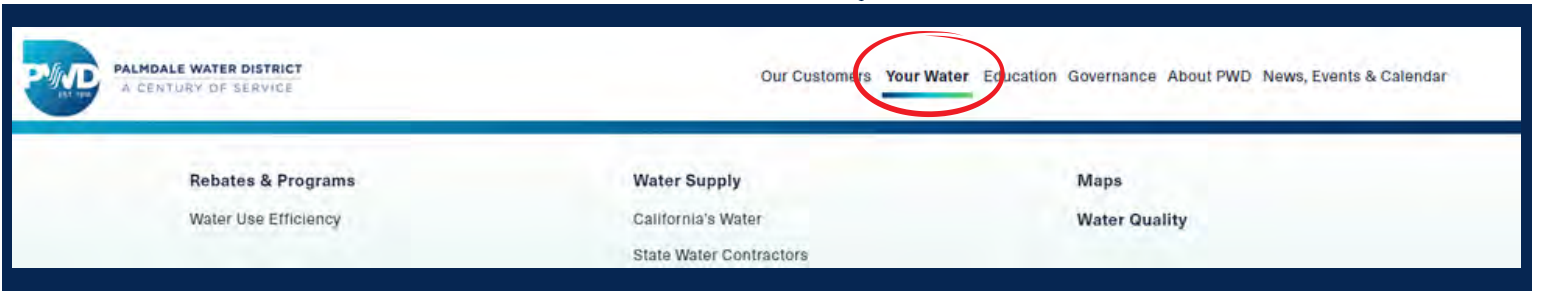 PWD
PALMDALE WATER DISTRICT
A CENTURY OF SERVICE
Our Customers Your Water Education Governance About PWD News, Events & Calendar
Rebates & Programs
Water Use Efficiency
Water Supply
California's Water
State Water Contractors
Maps
Water Quality